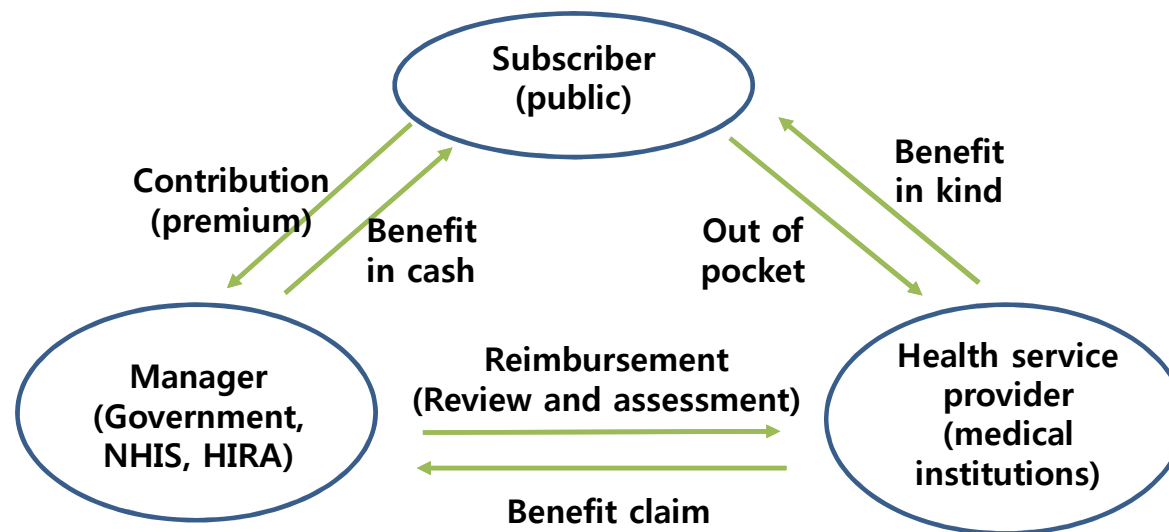 Subscriber
(public)
Contribution
(premium)
Benefit
in cash
Out of
pocket
Benefit
in kind
Manager
(Government,
NHIS, HIRA)
Reimbursement
(Review and assessment)
Health service
provider
(medical
institutions)
Benefit claim